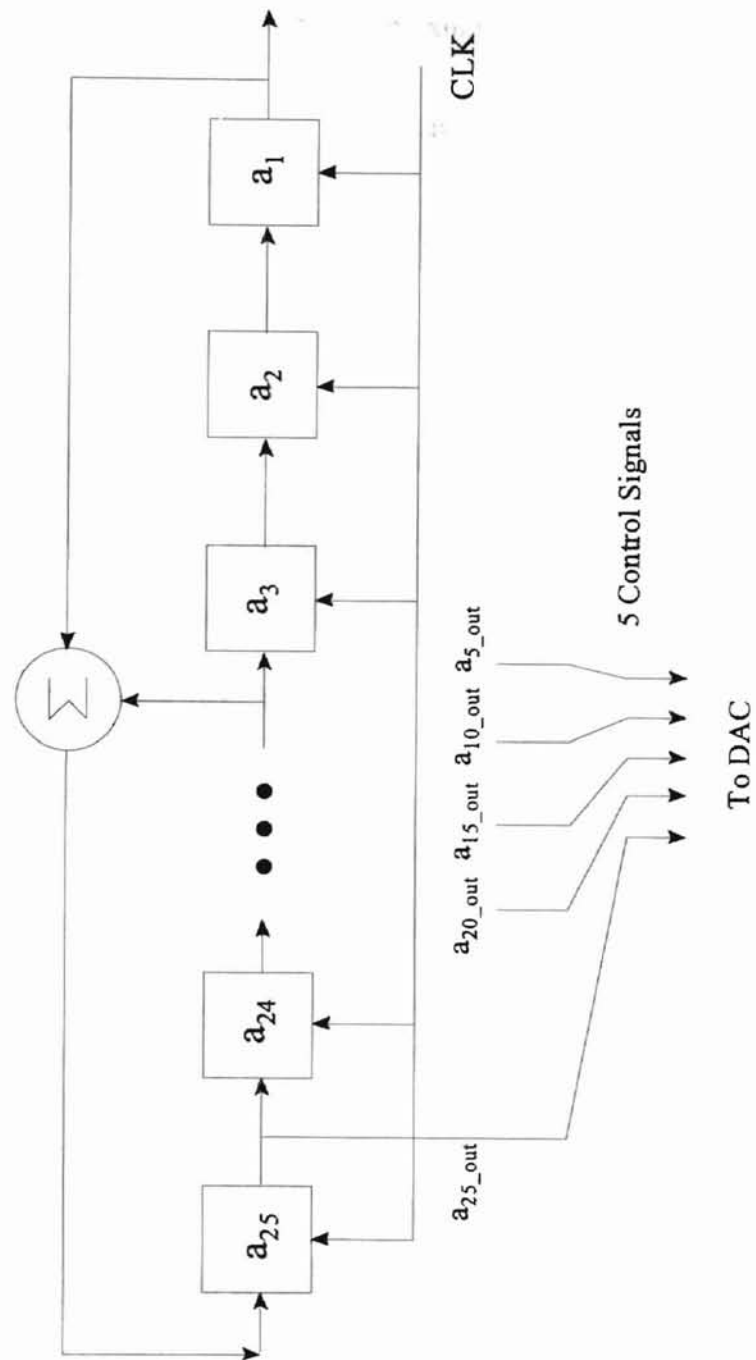 Σ
a₂₅
a₂₄
a₃
a₂
a₁
CLK
a₂₅_out
a₂₀_out
a₁₅_out
a₁₀_out
a₅_out
5 Control Signals
To DAC